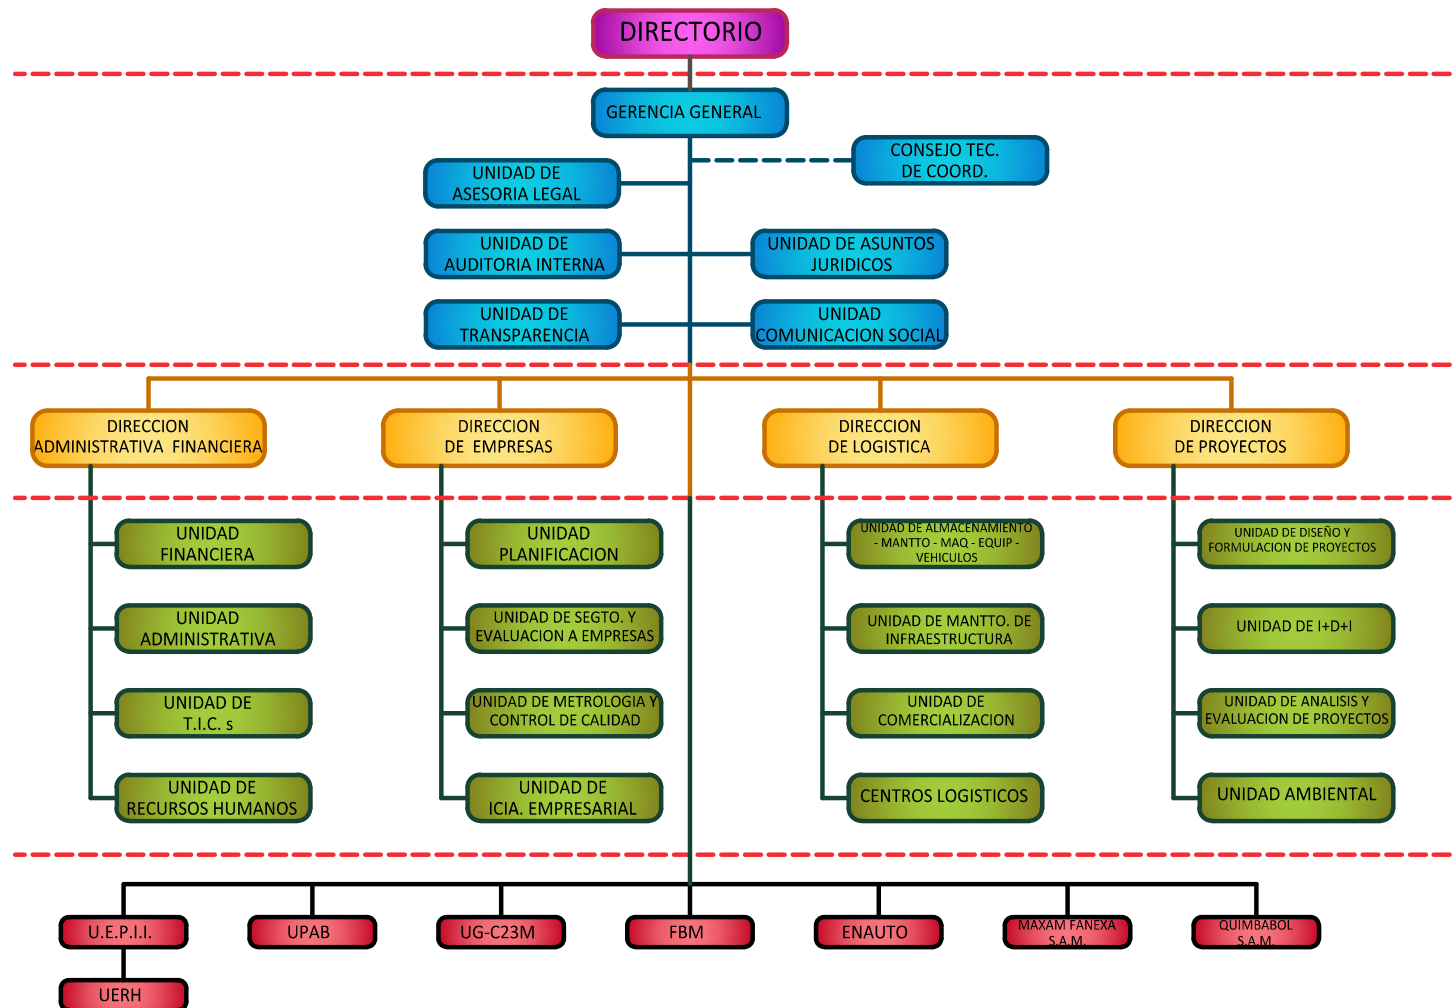 DIRECTORIO
GERENCIA GENERAL
CONSEJO TEC.
DE COORD.
UNIDAD DE
ASESORIA LEGAL
UNIDAD DE
AUDITORIA INTERNA
UNIDAD DE ASUNTOS
JURIDICOS
UNIDAD DE
TRANSPARENCIA
UNIDAD
COMUNICACION SOCIAL
DIRECCION
ADMINISTRATIVA FINANCIERA
DIRECCION
DE EMPRESAS
DIRECCION
DE LOGISTICA
DIRECCION
DE PROYECTOS
UNIDAD
FINANCIERA
UNIDAD
PLANIFICACION
UNIDAD DE ALMACENAMIENTO
- MANTTO - MAQ - EQUIP -
VEHICULOS
UNIDAD DE DISEÑO Y
FORMULACION DE PROYECTOS
UNIDAD
ADMINISTRATIVA
UNIDAD DE SEGTO. Y
EVALUACION A EMPRESAS
UNIDAD DE MANTTO. DE
INFRAESTRUCTURA
UNIDAD DE I+D+I
UNIDAD DE
T.I.C. s
UNIDAD DE METROLOGIA Y
CONTROL DE CALIDAD
UNIDAD DE
COMERCIALIZACION
UNIDAD DE ANALISIS Y
EVALUACION DE PROYECTOS
UNIDAD DE
RECURSOS HUMANOS
UNIDAD DE
ICIA. EMPRESARIAL
CENTROS LOGISTICOS
UNIDAD AMBIENTAL
U.E.P.I.I.
UPAB
UG-C23M
FBM
ENAUTO
MAXAM FANEXA
S.A.M.
QUIMBABOL
S.A.M.
UERH